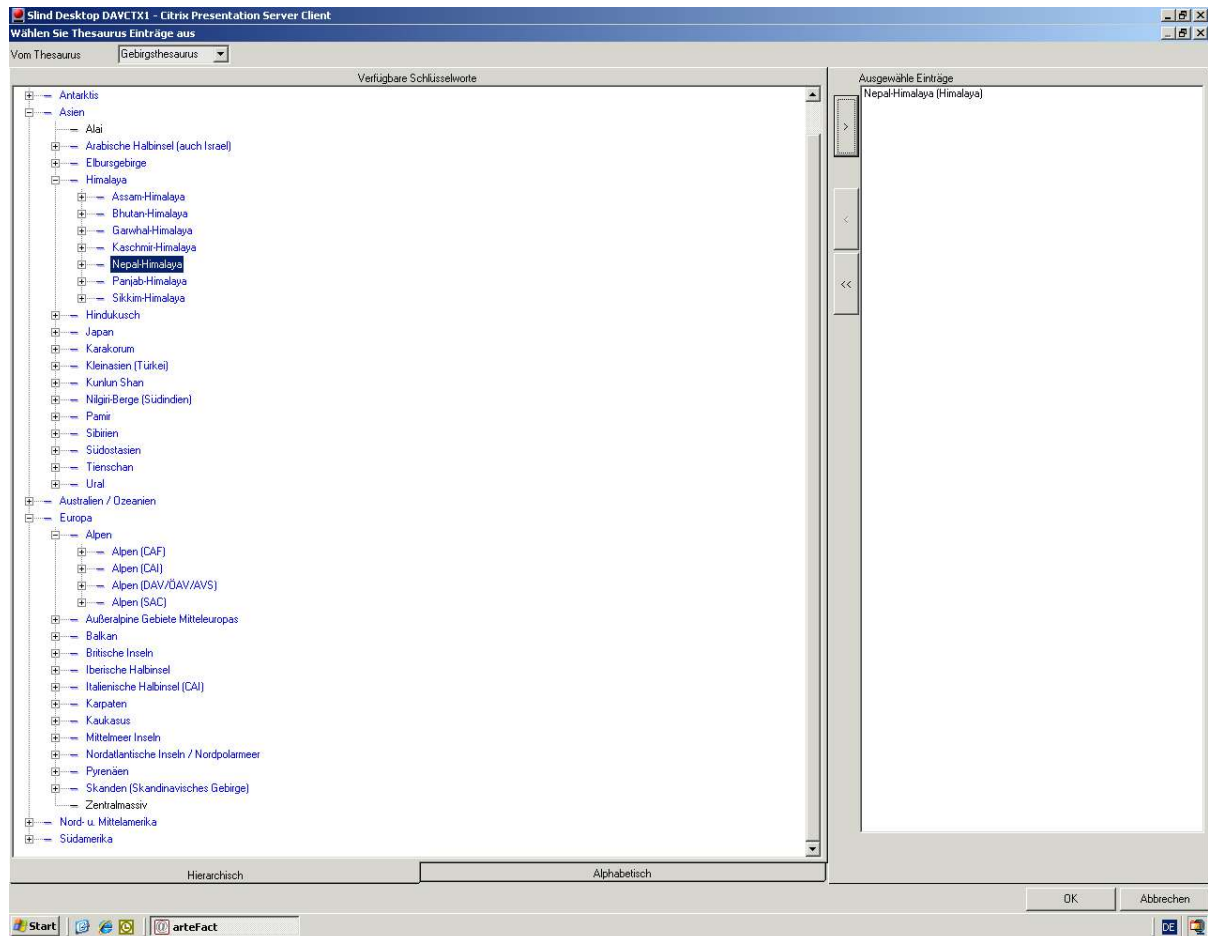 Slind Desktop DAVCTX1 - Citrix Presentation Server Client
Wählen Sie Thesaurus Einträge aus
Vom Thesaurus Gebirgsthesaurus
Verfügbare Schlüsselworte
Ausgewähle Einträge
Antarktis
Asien
Alai
Arabische Halbinsel (auch Israel)
Elbursgebirge
Himalaya
Assam-Himalaya
Bhutan-Himalaya
Garwhal-Himalaya
Kaschmir-Himalaya
Nepal-Himalaya
Panjab-Himalaya
Sikkim-Himalaya
Hindukusch
Japan
Karakorum
Kleinasien (Türkei)
Kunlun Shan
Nilgiri-Berge (Südindien)
Pamir
Sibirien
Südostasien
Tienschan
Ural
Australien / Ozeanien
Europa
Alpen
Alpen (CAF)
Alpen (CAI)
Alpen (DAV/ÖAV/AVS)
Alpen (SAC)
Außeralpine Gebiete Mitteleuropas
Balkan
Britische Inseln
Iberische Halbinsel
Italienische Halbinsel (CAI)
Karpaten
Kaukasus
Mittelmeer Inseln
Nordatlantische Inseln / Nordpolarmeer
Pyrenäen
Skanden (Skandinavisches Gebirge)
Zentralmassiv
Nord- u. Mittelamerika
Südamerika
Nepal-Himalaya (Himalaya)
>
<
<<
Hierarchisch
Alphabetisch
OK
Abbrechen
Start
arteFact
DE